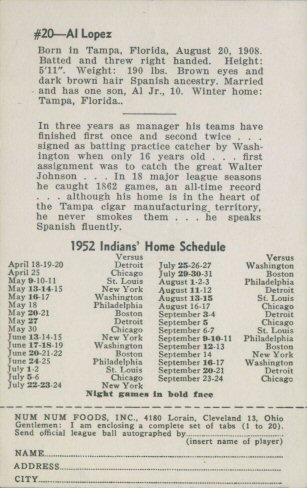 #20—Al Lopez
Born in Tampa, Florida, August 20, 1908.
Batted and threw right handed. Height:
5'11". Weight: 190 lbs. Brown eyes and
dark brown hair Spanish ancestry. Married
and has one son, Al Jr., 10. Winter home:
Tampa, Florida..
In three years as manager his teams have
finished first once and second twice . . .
signed as batting practice catcher by Wash-
ington when only 16 years old . . . first
assignment was to catch the great Walter
Johnson . . . In 18 major league seasons
he caught 1862 games, an all-time record
. . . although his home is in the heart of
the Tampa cigar manufacturing territory,
he never smokes them . . . he speaks
Spanish fluently.
1952 Indians' Home Schedule
Versus
April 18-19-20 Detroit
April 25 Chicago
May 9-10-11 St. Louis
May 13-14-15 New York
May 16-17 Washington
May 18 Philadelphia
May 20-21 Boston
May 27 Detroit
May 30 Chicago
June 13-14-15 New York
June 17-18-19 Washington
June 20-21-22 Boston
June 24-25 Philadelphia
July 1-2 St. Louis
July 5-6 Chicago
July 22-23-24 New York
Versus
July 25-26-27 Washington
July 29-30-31 Boston
August 1-2-3 Philadelphia
August 11-12 Detroit
August 13-15 St. Louis
August 16-17 Chicago
September 3-4 Detroit
September 5 Chicago
September 6-7 St. Louis
September 9-10-11 Philadelphia
September 12-13 Boston
September 14 New York
September 16-17 Washington
September 20-21 Detroit
September 23-24 Chicago
Night games in bold face
NUM NUM FOODS, INC., 4180 Lorain, Cleveland 13, Ohio
Gentlemen: I am enclosing a complete set of tabs (1 to 20).
Send official league ball autographed by
(insert name of player)
NAME
ADDRESS
CITY